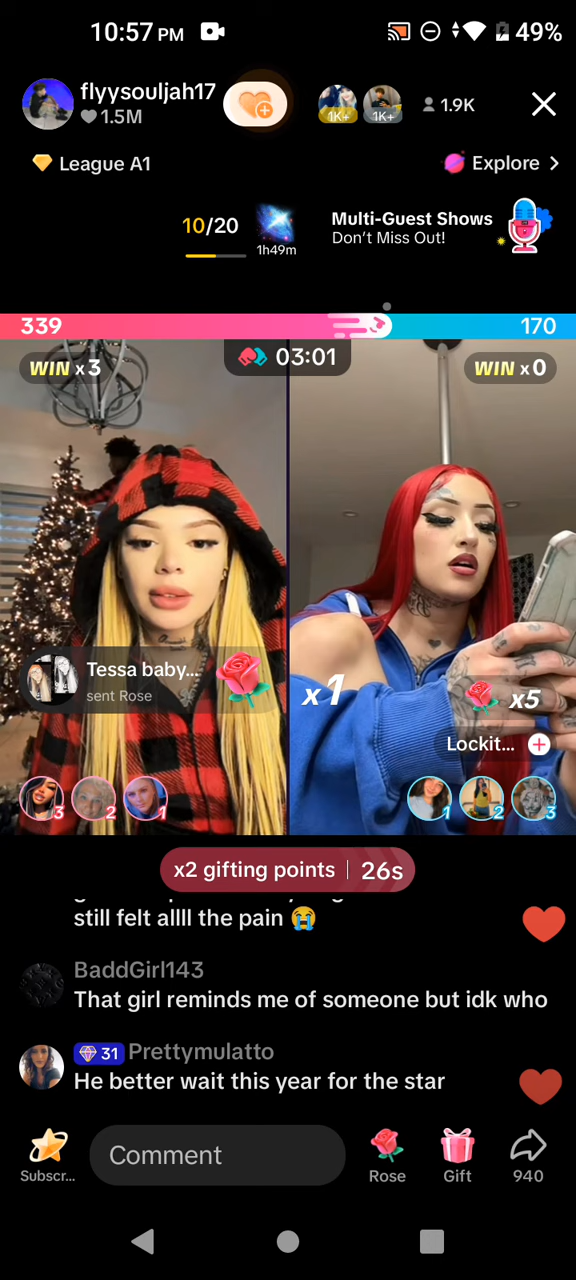 10:57 PM
49%
flyysouljah17
1.5M
1K+
1K+
1.9K
League A1
Explore
10/20
1h49m
Multi-Guest Shows
Don't Miss Out!
339
170
WIN x3
03:01
WIN x0
Tessa baby...
sent Rose
x1
x5
Lockit...
3
2
1
1
2
3
x2 gifting points | 26s
still felt allll the pain 😭
BaddGirl143
That girl reminds me of someone but idk who
31 Prettymulatto
He better wait this year for the star
Subscr...
Comment
Rose
Gift
940